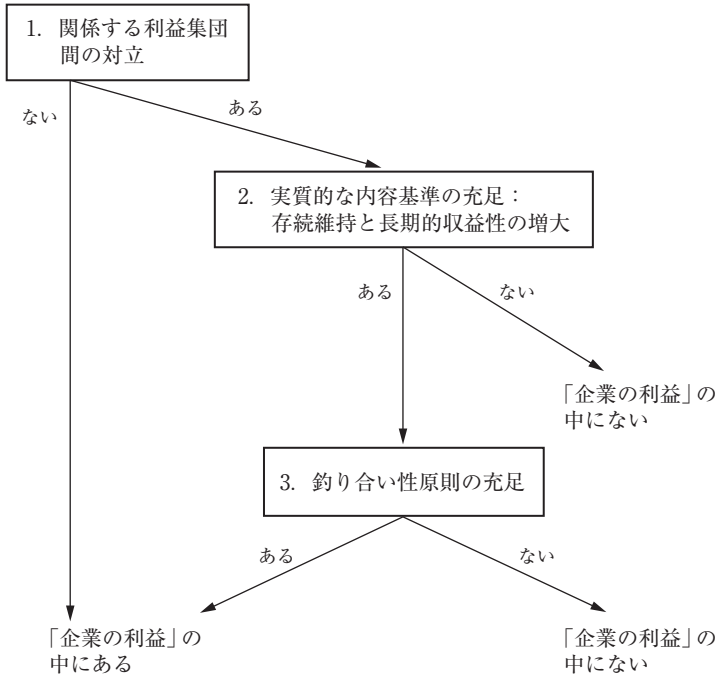 1. 関係する利益集団
間の対立
ない
ある
2. 実質的な内容基準の充足：
存続維持と長期的収益性の増大
ある
ない
「企業の利益」の
中にない
3. 釣り合い性原則の充足
ある
ない
「企業の利益」の
中にある
「企業の利益」の
中にない